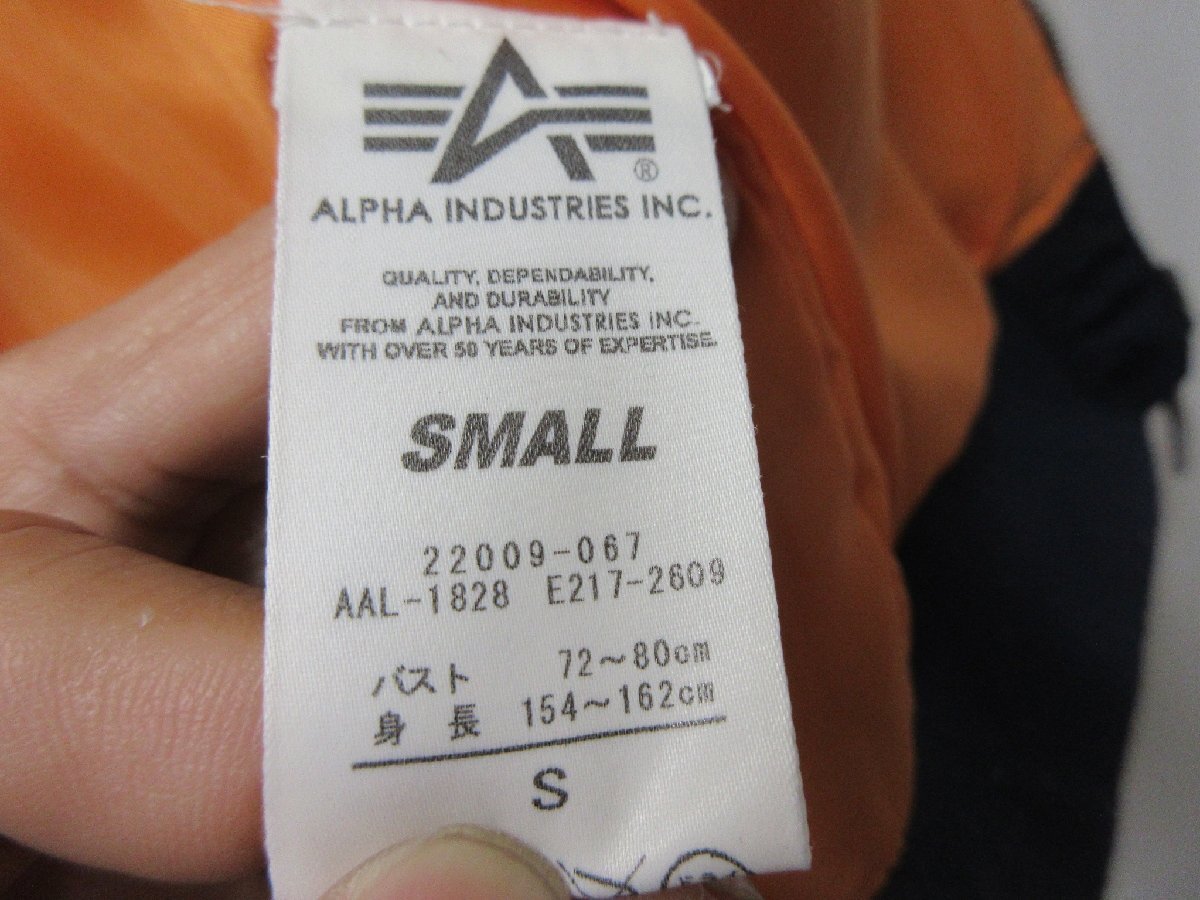 ®
ALPHA INDUSTRIES INC.
QUALITY, DEPENDABILITY,
AND DURABILITY
FROM ALPHA INDUSTRIES INC.
WITH OVER 50 YEARS OF EXPERTISE.
SMALL
22009-067
AAL-1828 E217-2609
バスト 72～80cm
身長 154～162cm
S